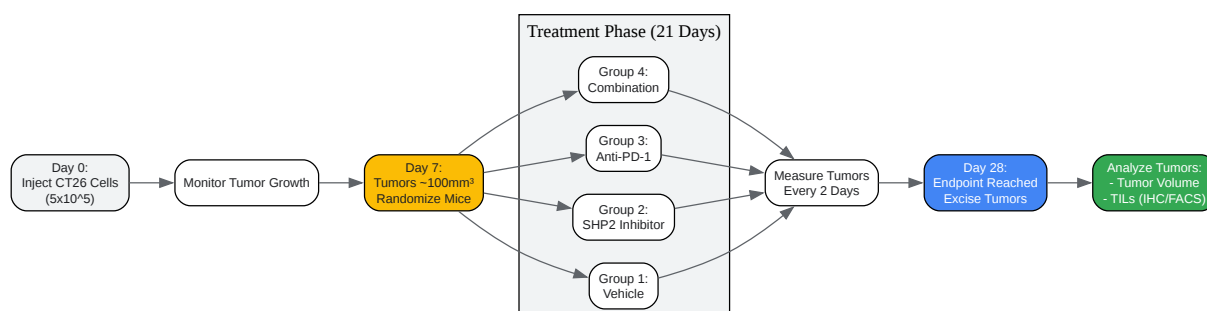 Treatment Phase (21 Days)
Group 4:
Combination
Group 3:
Anti-PD-1
Group 2:
SHP2 Inhibitor
Group 1:
Vehicle
Day 0:
Inject CT26 Cells
(5x10^5)
Monitor Tumor Growth
Day 7:
Tumors ~100mm³
Randomize Mice
Measure Tumors
Every 2 Days
Day 28:
Endpoint Reached
Excise Tumors
Analyze Tumors:
- Tumor Volume
- TILs (IHC/FACS)